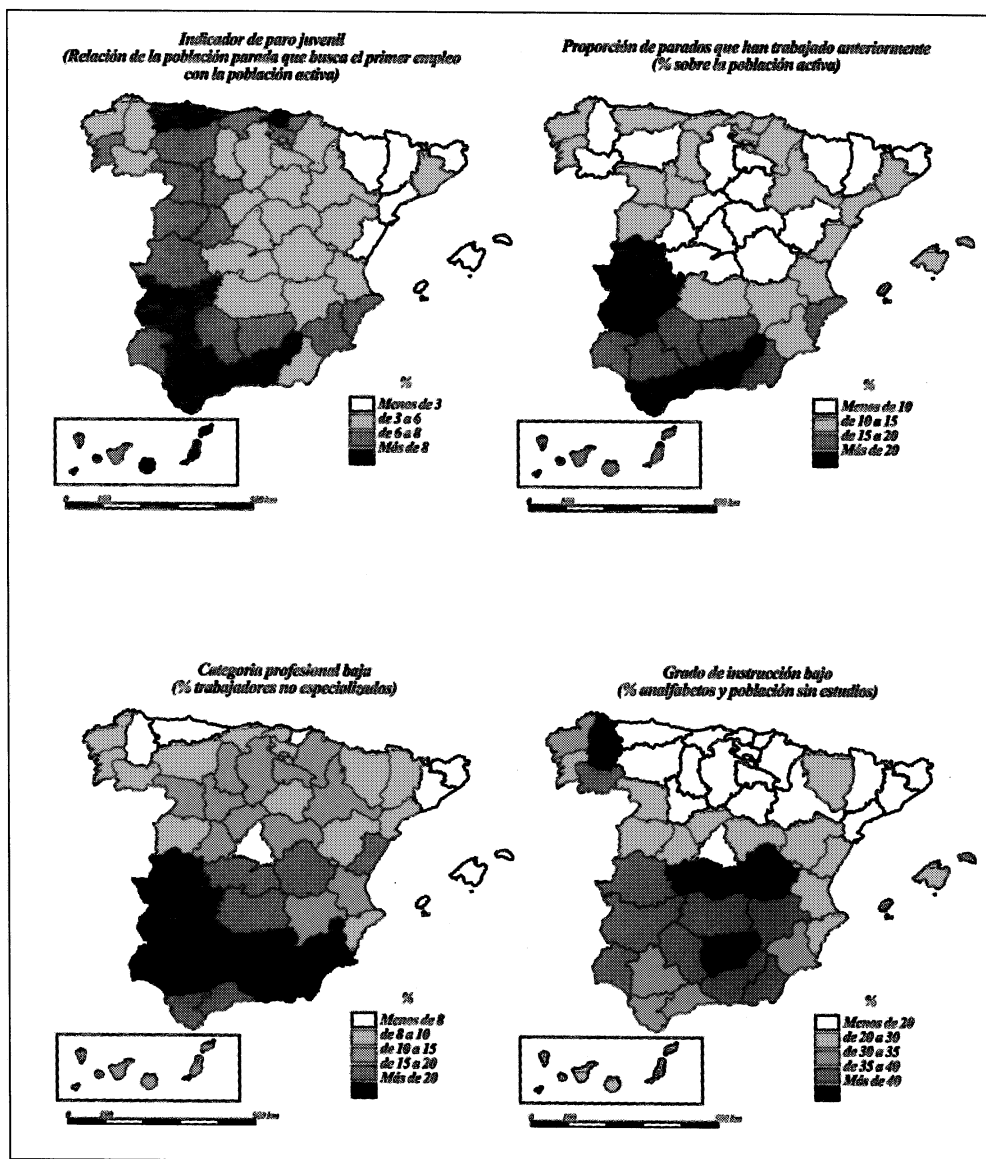 Indicador de paro juvenil
(Relación de la población parada que busca el primer empleo
con la población activa)
%
Menos de 3
de 3 a 6
de 6 a 8
Más de 8
0
Proporción de parados que han trabajado anteriormente
(% sobre la población activa)
%
Menos de 10
de 10 a 15
de 15 a 20
Más de 20
0
Categoría profesional baja
(% trabajadores no especializados)
%
Menos de 8
de 8 a 10
de 10 a 15
de 15 a 20
Más de 20
0
Grado de instrucción bajo
(% analfabetos y población sin estudios)
%
Menos de 20
de 20 a 30
de 30 a 35
de 35 a 40
Más de 40
0